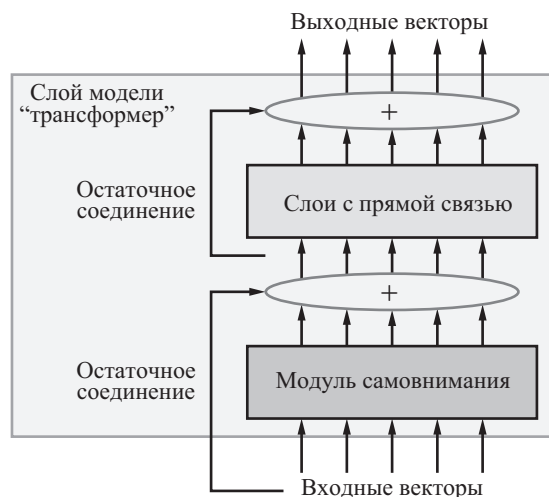 Выходные векторы
Слой модели
“трансформер”
+
Остаточное
соединение
Слои с прямой связью
+
Остаточное
соединение
Модуль самовнимания
Входные векторы